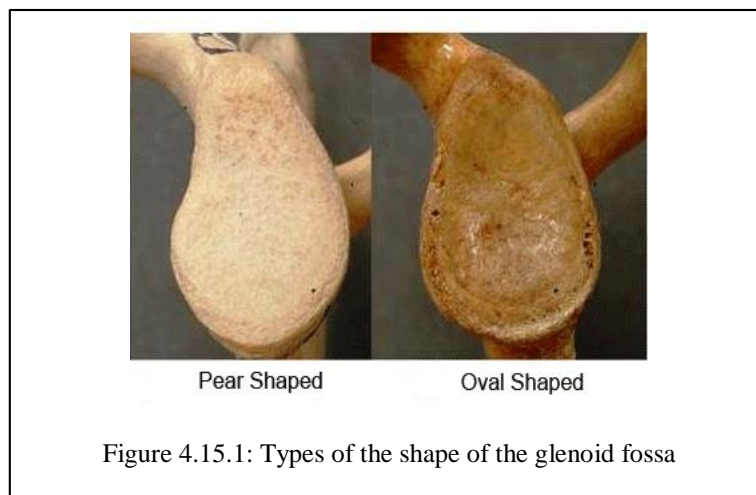 Pear Shaped Oval Shaped
Figure 4.15.1: Types of the shape of the glenoid fossa